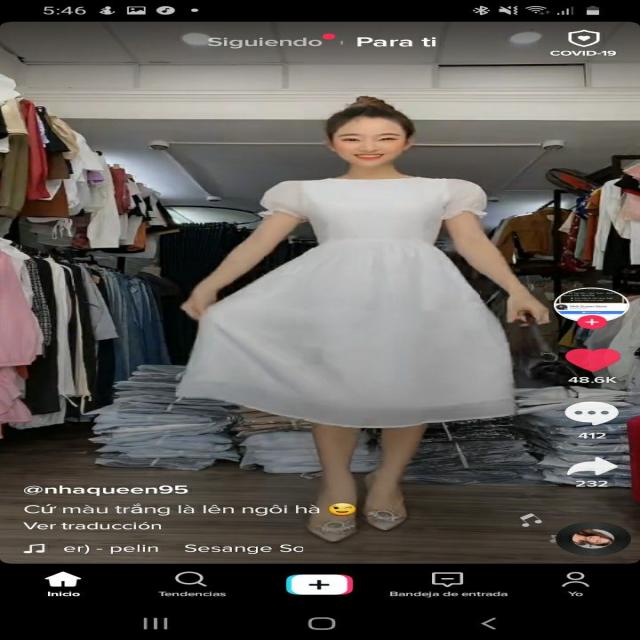 5:46
Siguiendo Para ti
COVID-19
48.6K
412
232
@nhaqueen95
Cứ màu trắng là lên ngôi hà 😉
Ver traducción
er) - pelin Sesange Sc
Inicio Tendencias Bandeja de entrada Yo